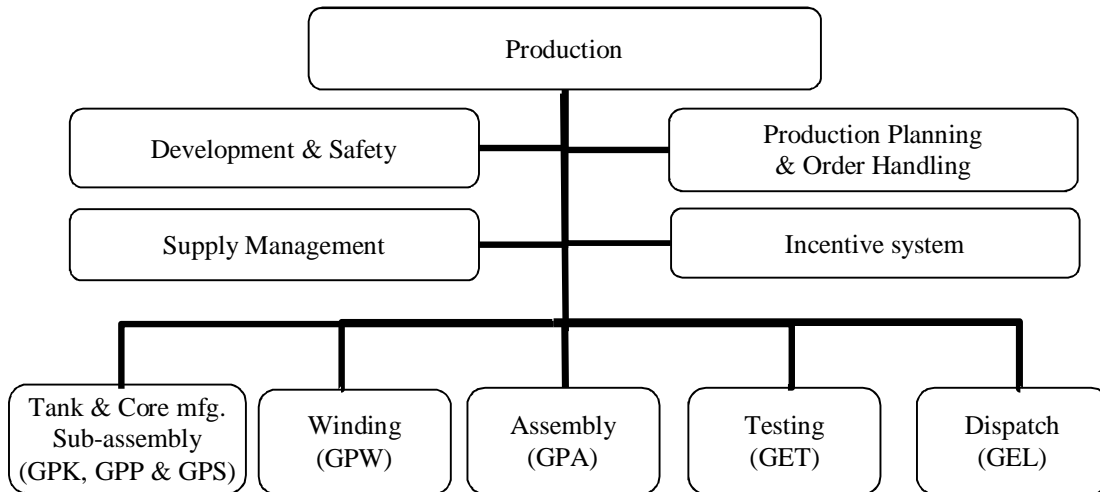 Production
Development & Safety
Production Planning
& Order Handling
Supply Management
Incentive system
Tank & Core mfg.
Sub-assembly
(GPK, GPP & GPS)
Winding
(GPW)
Assembly
(GPA)
Testing
(GET)
Dispatch
(GEL)